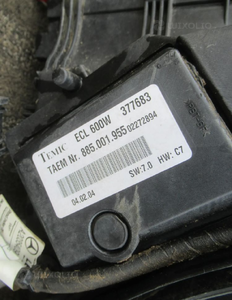 TEMIC ECL 600W 377683
TAEM Nr. 885.001.955 02272894
SW:7.0 HW: C7
04.02.04